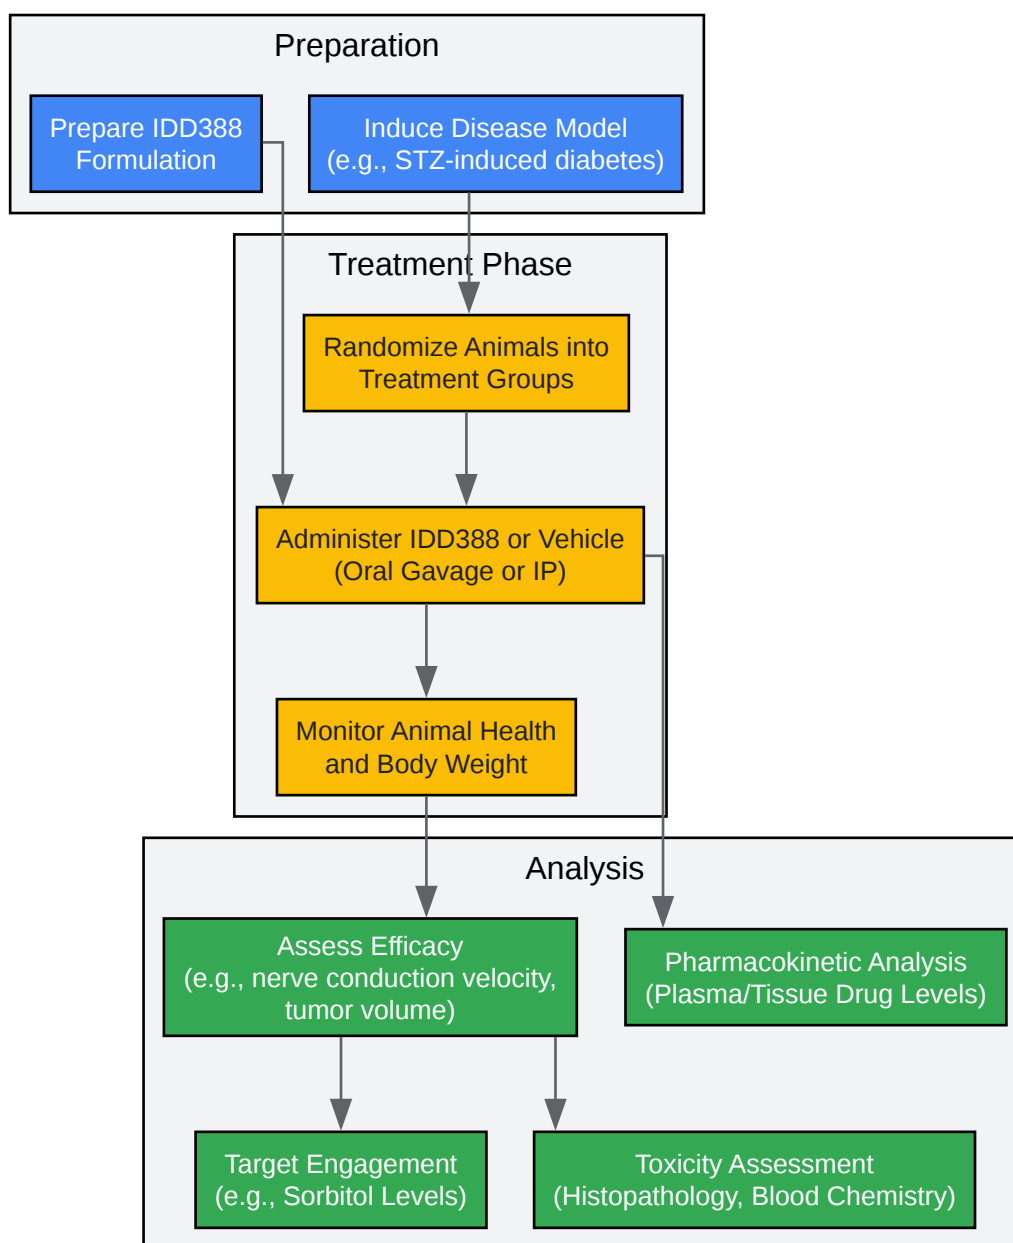 Preparation
Prepare IDD388
Formulation
Induce Disease Model
(e.g., STZ-induced diabetes)
Treatment Phase
Randomize Animals into
Treatment Groups
Administer IDD388 or Vehicle
(Oral Gavage or IP)
Monitor Animal Health
and Body Weight
Analysis
Assess Efficacy
(e.g., nerve conduction velocity,
tumor volume)
Pharmacokinetic Analysis
(Plasma/Tissue Drug Levels)
Target Engagement
(e.g., Sorbitol Levels)
Toxicity Assessment
(Histopathology, Blood Chemistry)